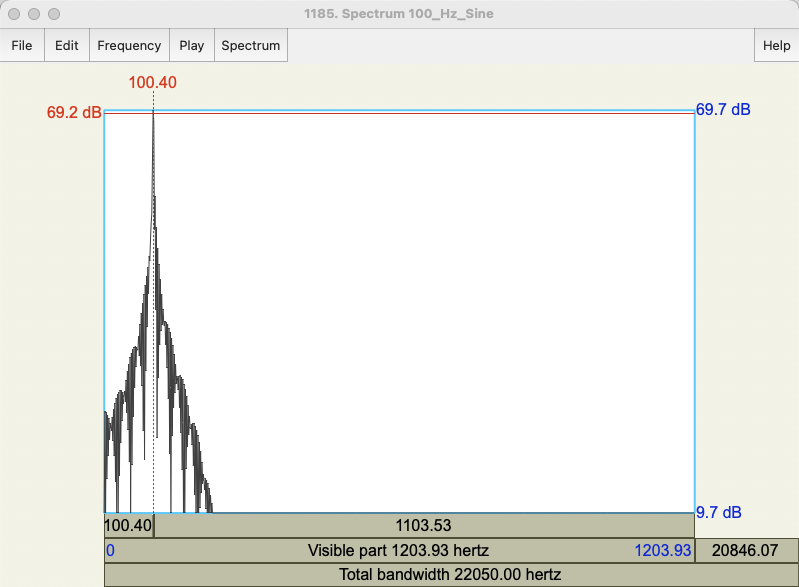 1185. Spectrum 100_Hz_Sine
File Edit Frequency Play Spectrum Help
100.40
69.2 dB 69.7 dB
9.7 dB
100.40 1103.53
0 Visible part 1203.93 hertz 1203.93 20846.07
Total bandwidth 22050.00 hertz